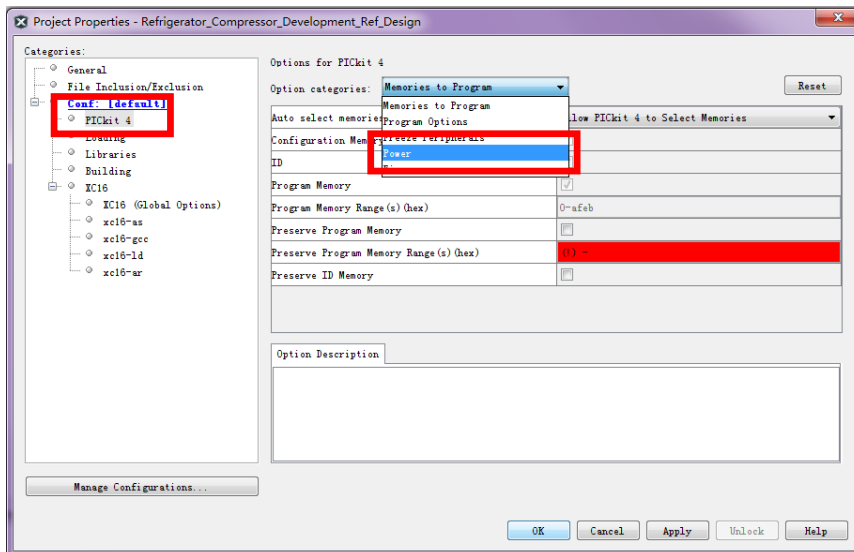 Project Properties - Refrigerator_Compressor_Development_Ref_Design
Categories:
General
File Inclusion/Exclusion
Conf: [default]
PICkit 4
Loading
Libraries
Building
XC16
XC16 (Global Options)
xc16-as
xc16-gcc
xc16-ld
xc16-ar
Manage Configurations...
Options for PICkit 4
Option categories: Memories to Program Reset
Memories to Program
Program Options
Freeze Peripherals
Power
Auto select memories PICkit 4 to Select Memories
Configuration Memory
ID
Program Memory
Program Memory Range(s)(hex) 0-afeb
Preserve Program Memory
Preserve Program Memory Range(s)(hex) (!) -
Preserve ID Memory
Option Description
OK Cancel Apply Unlock Help